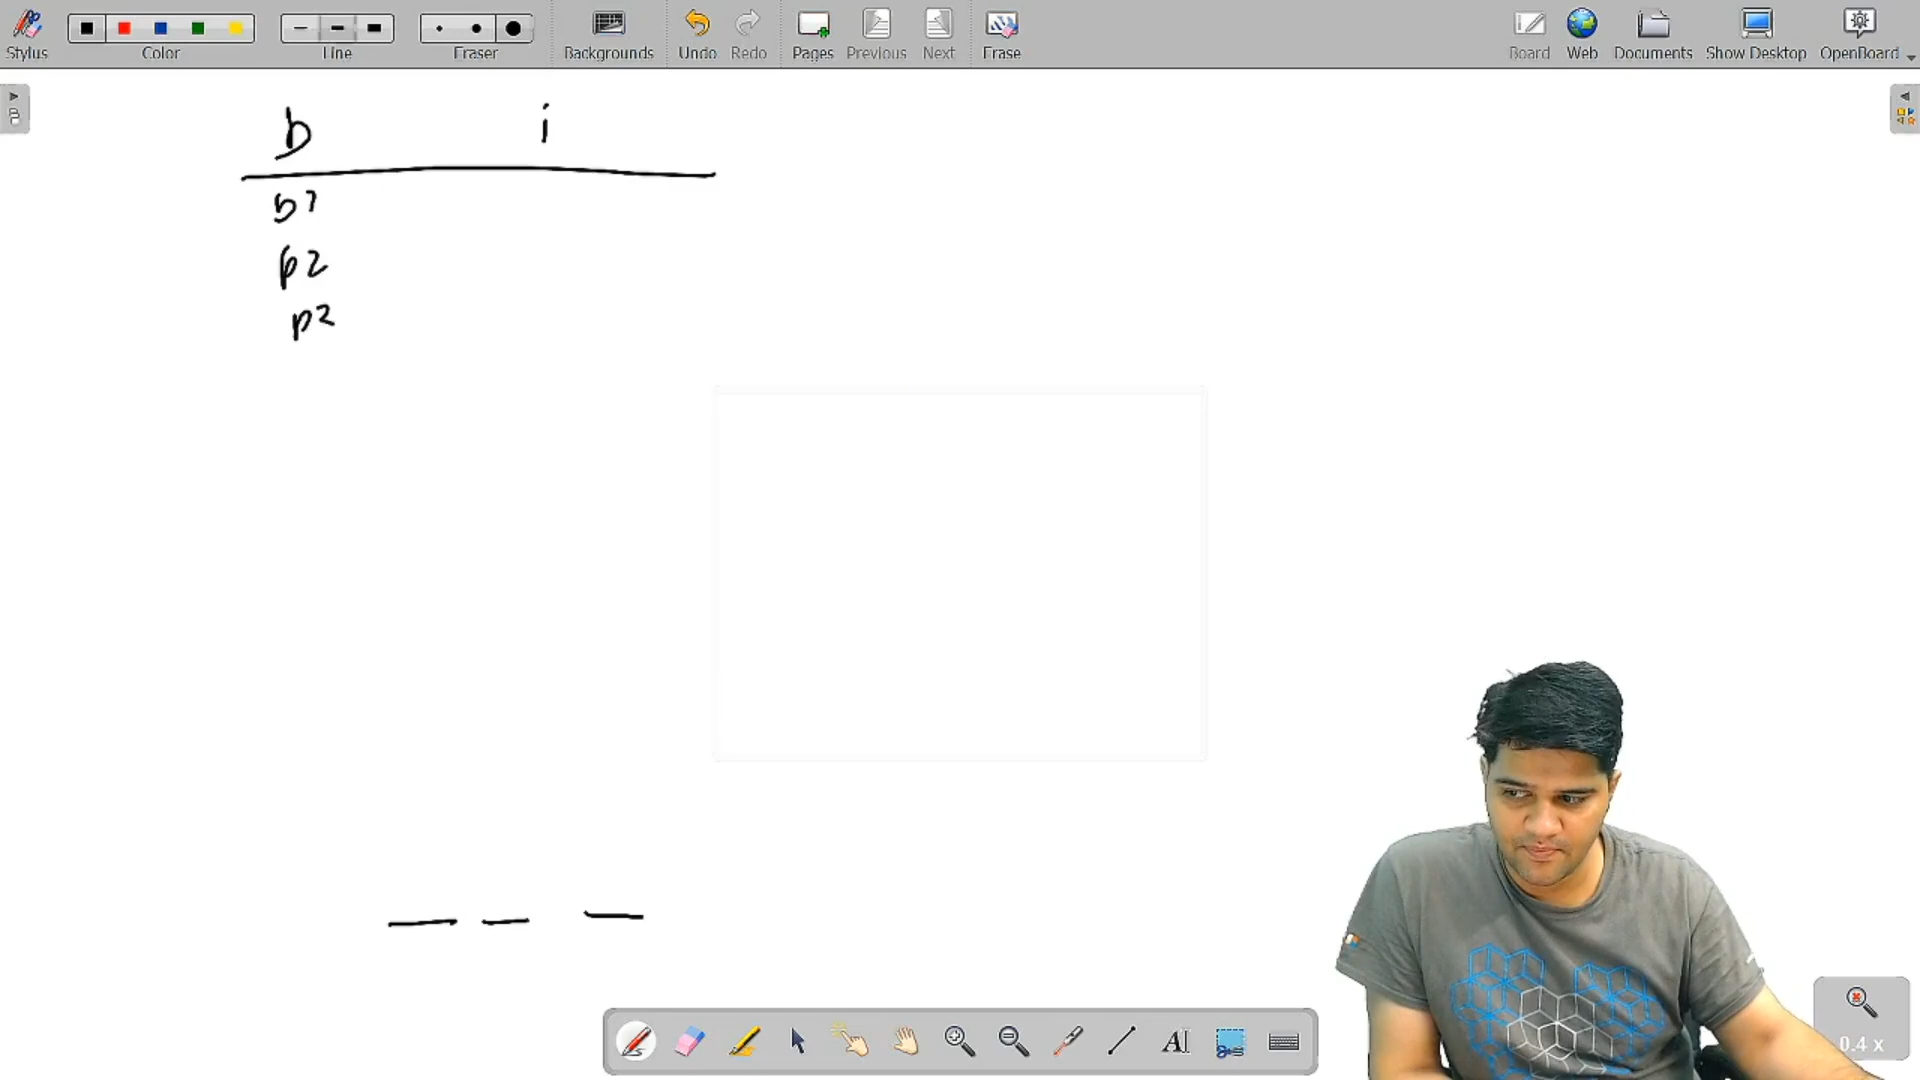 Stylus Color Line Eraser Backgrounds Undo Redo Pages Previous Next Erase Board Web Documents Show Desktop OpenBoard
b i
p2
p2
0.4 x